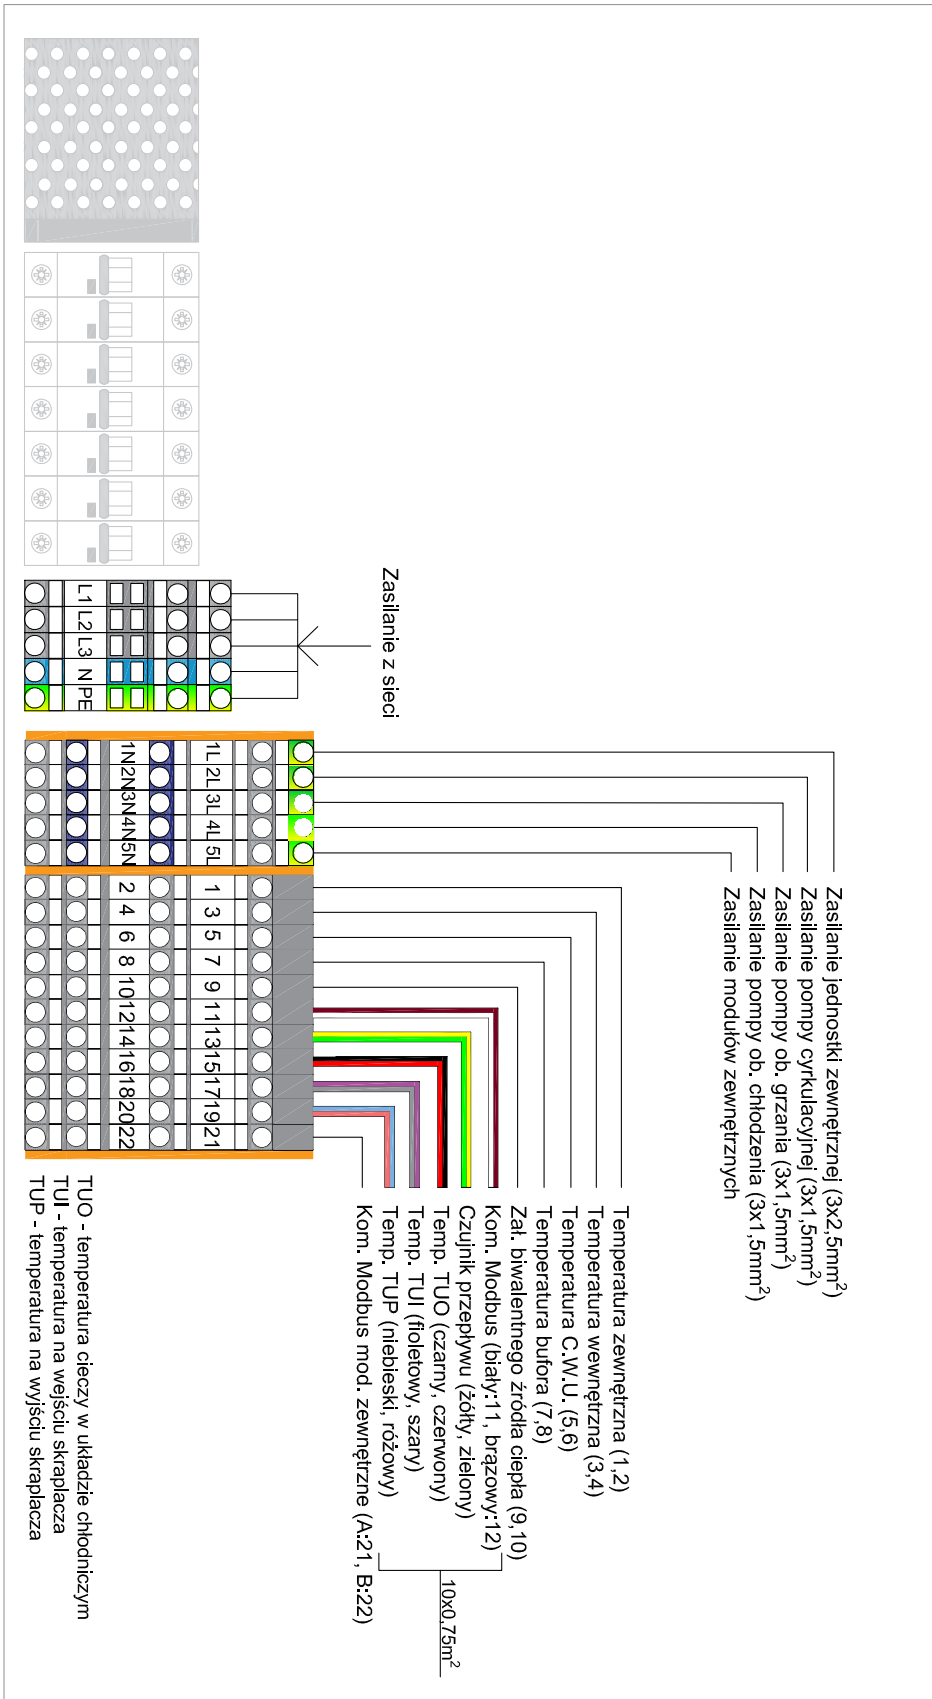 Zasilanie z sieci
L1 L2 L3 N PE
Zasilanie jednostki zewnętrznej (3x2,5mm²)
Zasilanie pompy cyrkulacyjnej (3x1,5mm²)
Zasilanie pompy ob. grzania (3x1,5mm²)
Zasilanie pompy ob. chłodzenia (3x1,5mm²)
Zasilanie modułów zewnętrznych
1L 2L 3L 4L 5L
1N 2N 3N 4N 5N
Temperatura zewnętrzna (1,2)
Temperatura wewnętrzna (3,4)
Temperatura C.W.U. (5,6)
Temperatura bufora (7,8)
Zał. biwalentnego źródła ciepła (9,10)
Kom. Modbus (biały:11, brązowy:12)
Czujnik przepływu (żółty, zielony)
Temp. TUO (czarny, czerwony)
Temp. TUI (fioletowy, szary)
Temp. TUP (niebieski, różowy)
Kom. Modbus mod. zewnętrzne (A:21, B:22)
10x0,75m²
1 3 5 7 9 11 13 15 17 19 21
2 4 6 8 10 12 14 16 18 20 22
TUO - temperatura cieczy w układzie chłodniczym
TUI - temperatura na wejściu skraplacza
TUP - temperatura na wyjściu skraplacza